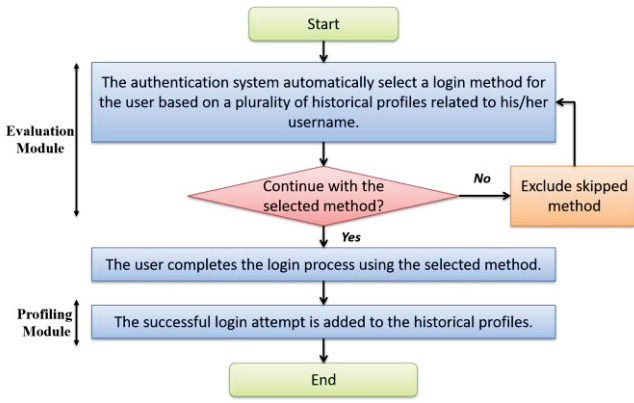 Start
The authentication system automatically select a login method for
the user based on a plurality of historical profiles related to his/her
username.
Evaluation
Module
Continue with the
selected method?
No
Exclude skipped
method
Yes
The user completes the login process using the selected method.
Profiling
Module
The successful login attempt is added to the historical profiles.
End